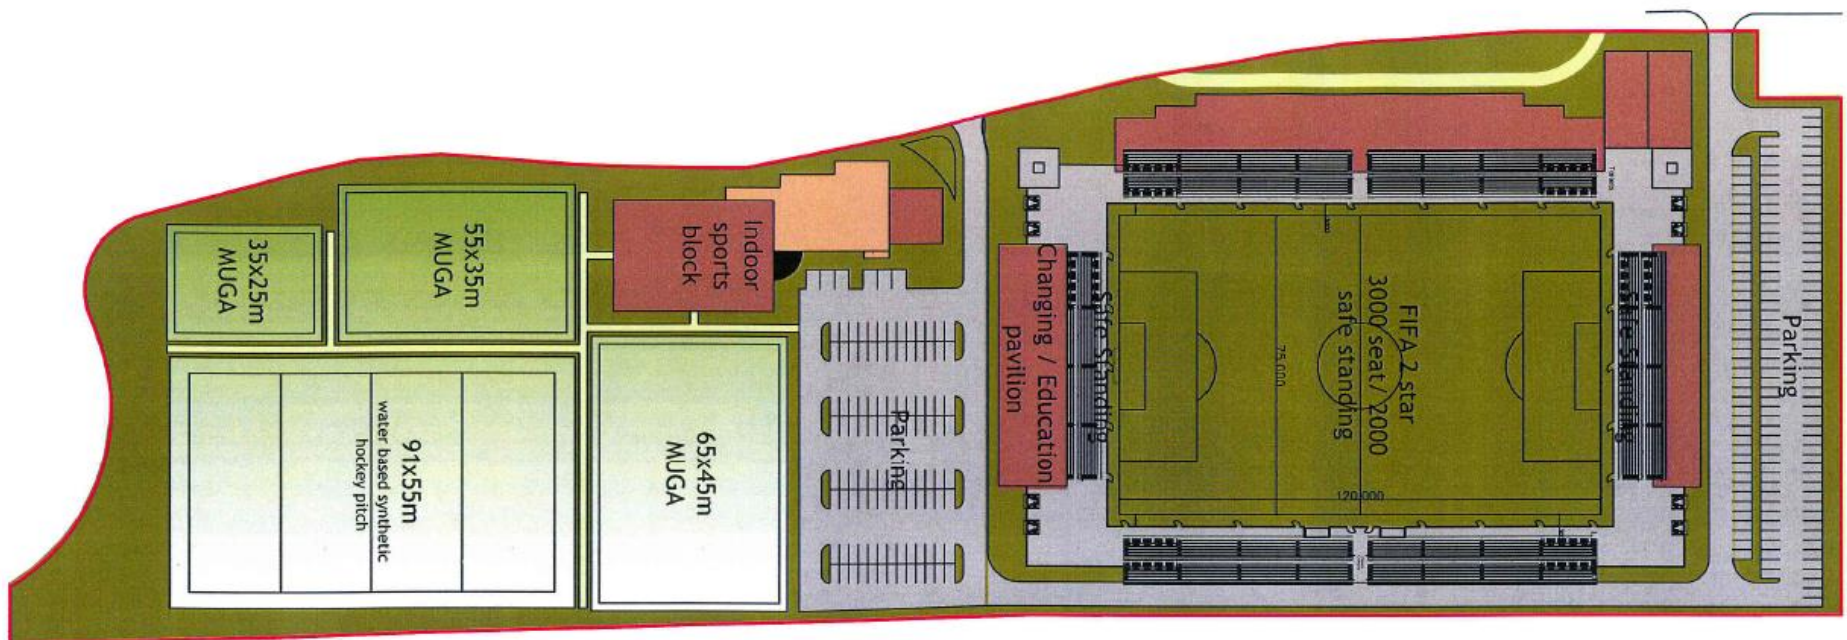 35x25m
MUGA
55x35m
MUGA
Indoor
sports
block
91x55m
water based synthetic
hockey pitch
65x45m
MUGA
Parking
Changing / Education
pavilion
Safe standing
FIFA 2 star
3000 seat/ 2000
safe standing
75.000
120.000
Safe Standing
Parking